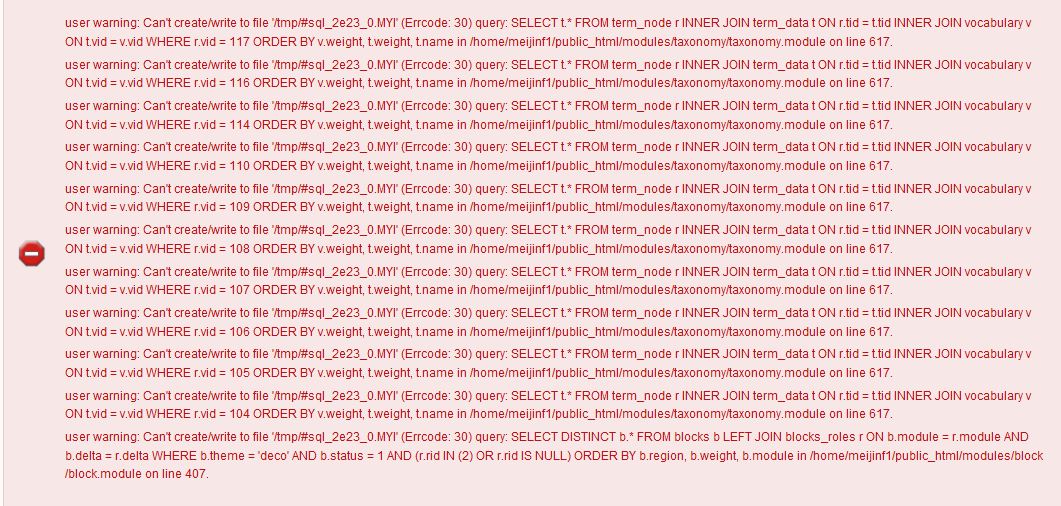 user warning: Can't create/write to file '/tmp/#sql_2e23_0.MYI' (Errcode: 30) query: SELECT t.* FROM term_node r INNER JOIN term_data t ON r.tid = t.tid INNER JOIN vocabulary v
ON t.vid = v.vid WHERE r.vid = 117 ORDER BY v.weight, t.weight, t.name in /home/meijinf1/public_html/modules/taxonomy/taxonomy.module on line 617.
user warning: Can't create/write to file '/tmp/#sql_2e23_0.MYI' (Errcode: 30) query: SELECT t.* FROM term_node r INNER JOIN term_data t ON r.tid = t.tid INNER JOIN vocabulary v
ON t.vid = v.vid WHERE r.vid = 116 ORDER BY v.weight, t.weight, t.name in /home/meijinf1/public_html/modules/taxonomy/taxonomy.module on line 617.
user warning: Can't create/write to file '/tmp/#sql_2e23_0.MYI' (Errcode: 30) query: SELECT t.* FROM term_node r INNER JOIN term_data t ON r.tid = t.tid INNER JOIN vocabulary v
ON t.vid = v.vid WHERE r.vid = 114 ORDER BY v.weight, t.weight, t.name in /home/meijinf1/public_html/modules/taxonomy/taxonomy.module on line 617.
user warning: Can't create/write to file '/tmp/#sql_2e23_0.MYI' (Errcode: 30) query: SELECT t.* FROM term_node r INNER JOIN term_data t ON r.tid = t.tid INNER JOIN vocabulary v
ON t.vid = v.vid WHERE r.vid = 110 ORDER BY v.weight, t.weight, t.name in /home/meijinf1/public_html/modules/taxonomy/taxonomy.module on line 617.
user warning: Can't create/write to file '/tmp/#sql_2e23_0.MYI' (Errcode: 30) query: SELECT t.* FROM term_node r INNER JOIN term_data t ON r.tid = t.tid INNER JOIN vocabulary v
ON t.vid = v.vid WHERE r.vid = 109 ORDER BY v.weight, t.weight, t.name in /home/meijinf1/public_html/modules/taxonomy/taxonomy.module on line 617.
user warning: Can't create/write to file '/tmp/#sql_2e23_0.MYI' (Errcode: 30) query: SELECT t.* FROM term_node r INNER JOIN term_data t ON r.tid = t.tid INNER JOIN vocabulary v
ON t.vid = v.vid WHERE r.vid = 108 ORDER BY v.weight, t.weight, t.name in /home/meijinf1/public_html/modules/taxonomy/taxonomy.module on line 617.
user warning: Can't create/write to file '/tmp/#sql_2e23_0.MYI' (Errcode: 30) query: SELECT t.* FROM term_node r INNER JOIN term_data t ON r.tid = t.tid INNER JOIN vocabulary v
ON t.vid = v.vid WHERE r.vid = 107 ORDER BY v.weight, t.weight, t.name in /home/meijinf1/public_html/modules/taxonomy/taxonomy.module on line 617.
user warning: Can't create/write to file '/tmp/#sql_2e23_0.MYI' (Errcode: 30) query: SELECT t.* FROM term_node r INNER JOIN term_data t ON r.tid = t.tid INNER JOIN vocabulary v
ON t.vid = v.vid WHERE r.vid = 106 ORDER BY v.weight, t.weight, t.name in /home/meijinf1/public_html/modules/taxonomy/taxonomy.module on line 617.
user warning: Can't create/write to file '/tmp/#sql_2e23_0.MYI' (Errcode: 30) query: SELECT t.* FROM term_node r INNER JOIN term_data t ON r.tid = t.tid INNER JOIN vocabulary v
ON t.vid = v.vid WHERE r.vid = 105 ORDER BY v.weight, t.weight, t.name in /home/meijinf1/public_html/modules/taxonomy/taxonomy.module on line 617.
user warning: Can't create/write to file '/tmp/#sql_2e23_0.MYI' (Errcode: 30) query: SELECT t.* FROM term_node r INNER JOIN term_data t ON r.tid = t.tid INNER JOIN vocabulary v
ON t.vid = v.vid WHERE r.vid = 104 ORDER BY v.weight, t.weight, t.name in /home/meijinf1/public_html/modules/taxonomy/taxonomy.module on line 617.
user warning: Can't create/write to file '/tmp/#sql_2e23_0.MYI' (Errcode: 30) query: SELECT DISTINCT b.* FROM blocks b LEFT JOIN blocks_roles r ON b.module = r.module AND
b.delta = r.delta WHERE b.theme = 'deco' AND b.status = 1 AND (r.rid IN (2) OR r.rid IS NULL) ORDER BY b.region, b.weight, b.module in /home/meijinf1/public_html/modules/block
/block.module on line 407.